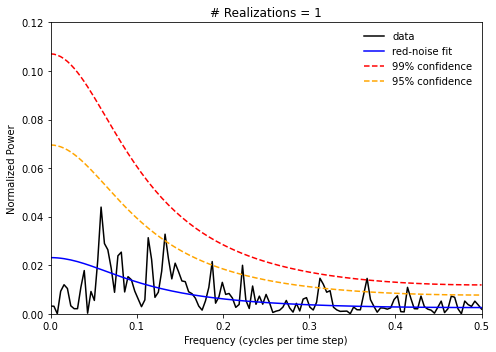 # Realizations = 1
0.12
0.10
0.08
0.06
0.04
0.02
0.00
Normalized Power
data
red-noise fit
99% confidence
95% confidence
0.0
0.1
0.2
0.3
0.4
0.5
Frequency (cycles per time step)